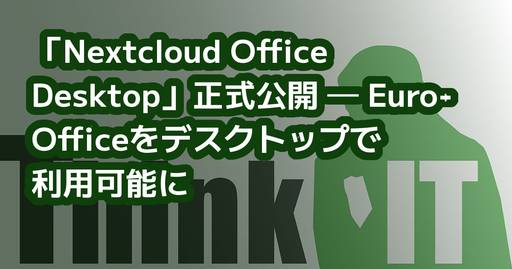 「Nextcloud Office
Desktop」正式公開 ― Euro-
Officeをデスクトップで
利用可能に
Think IT